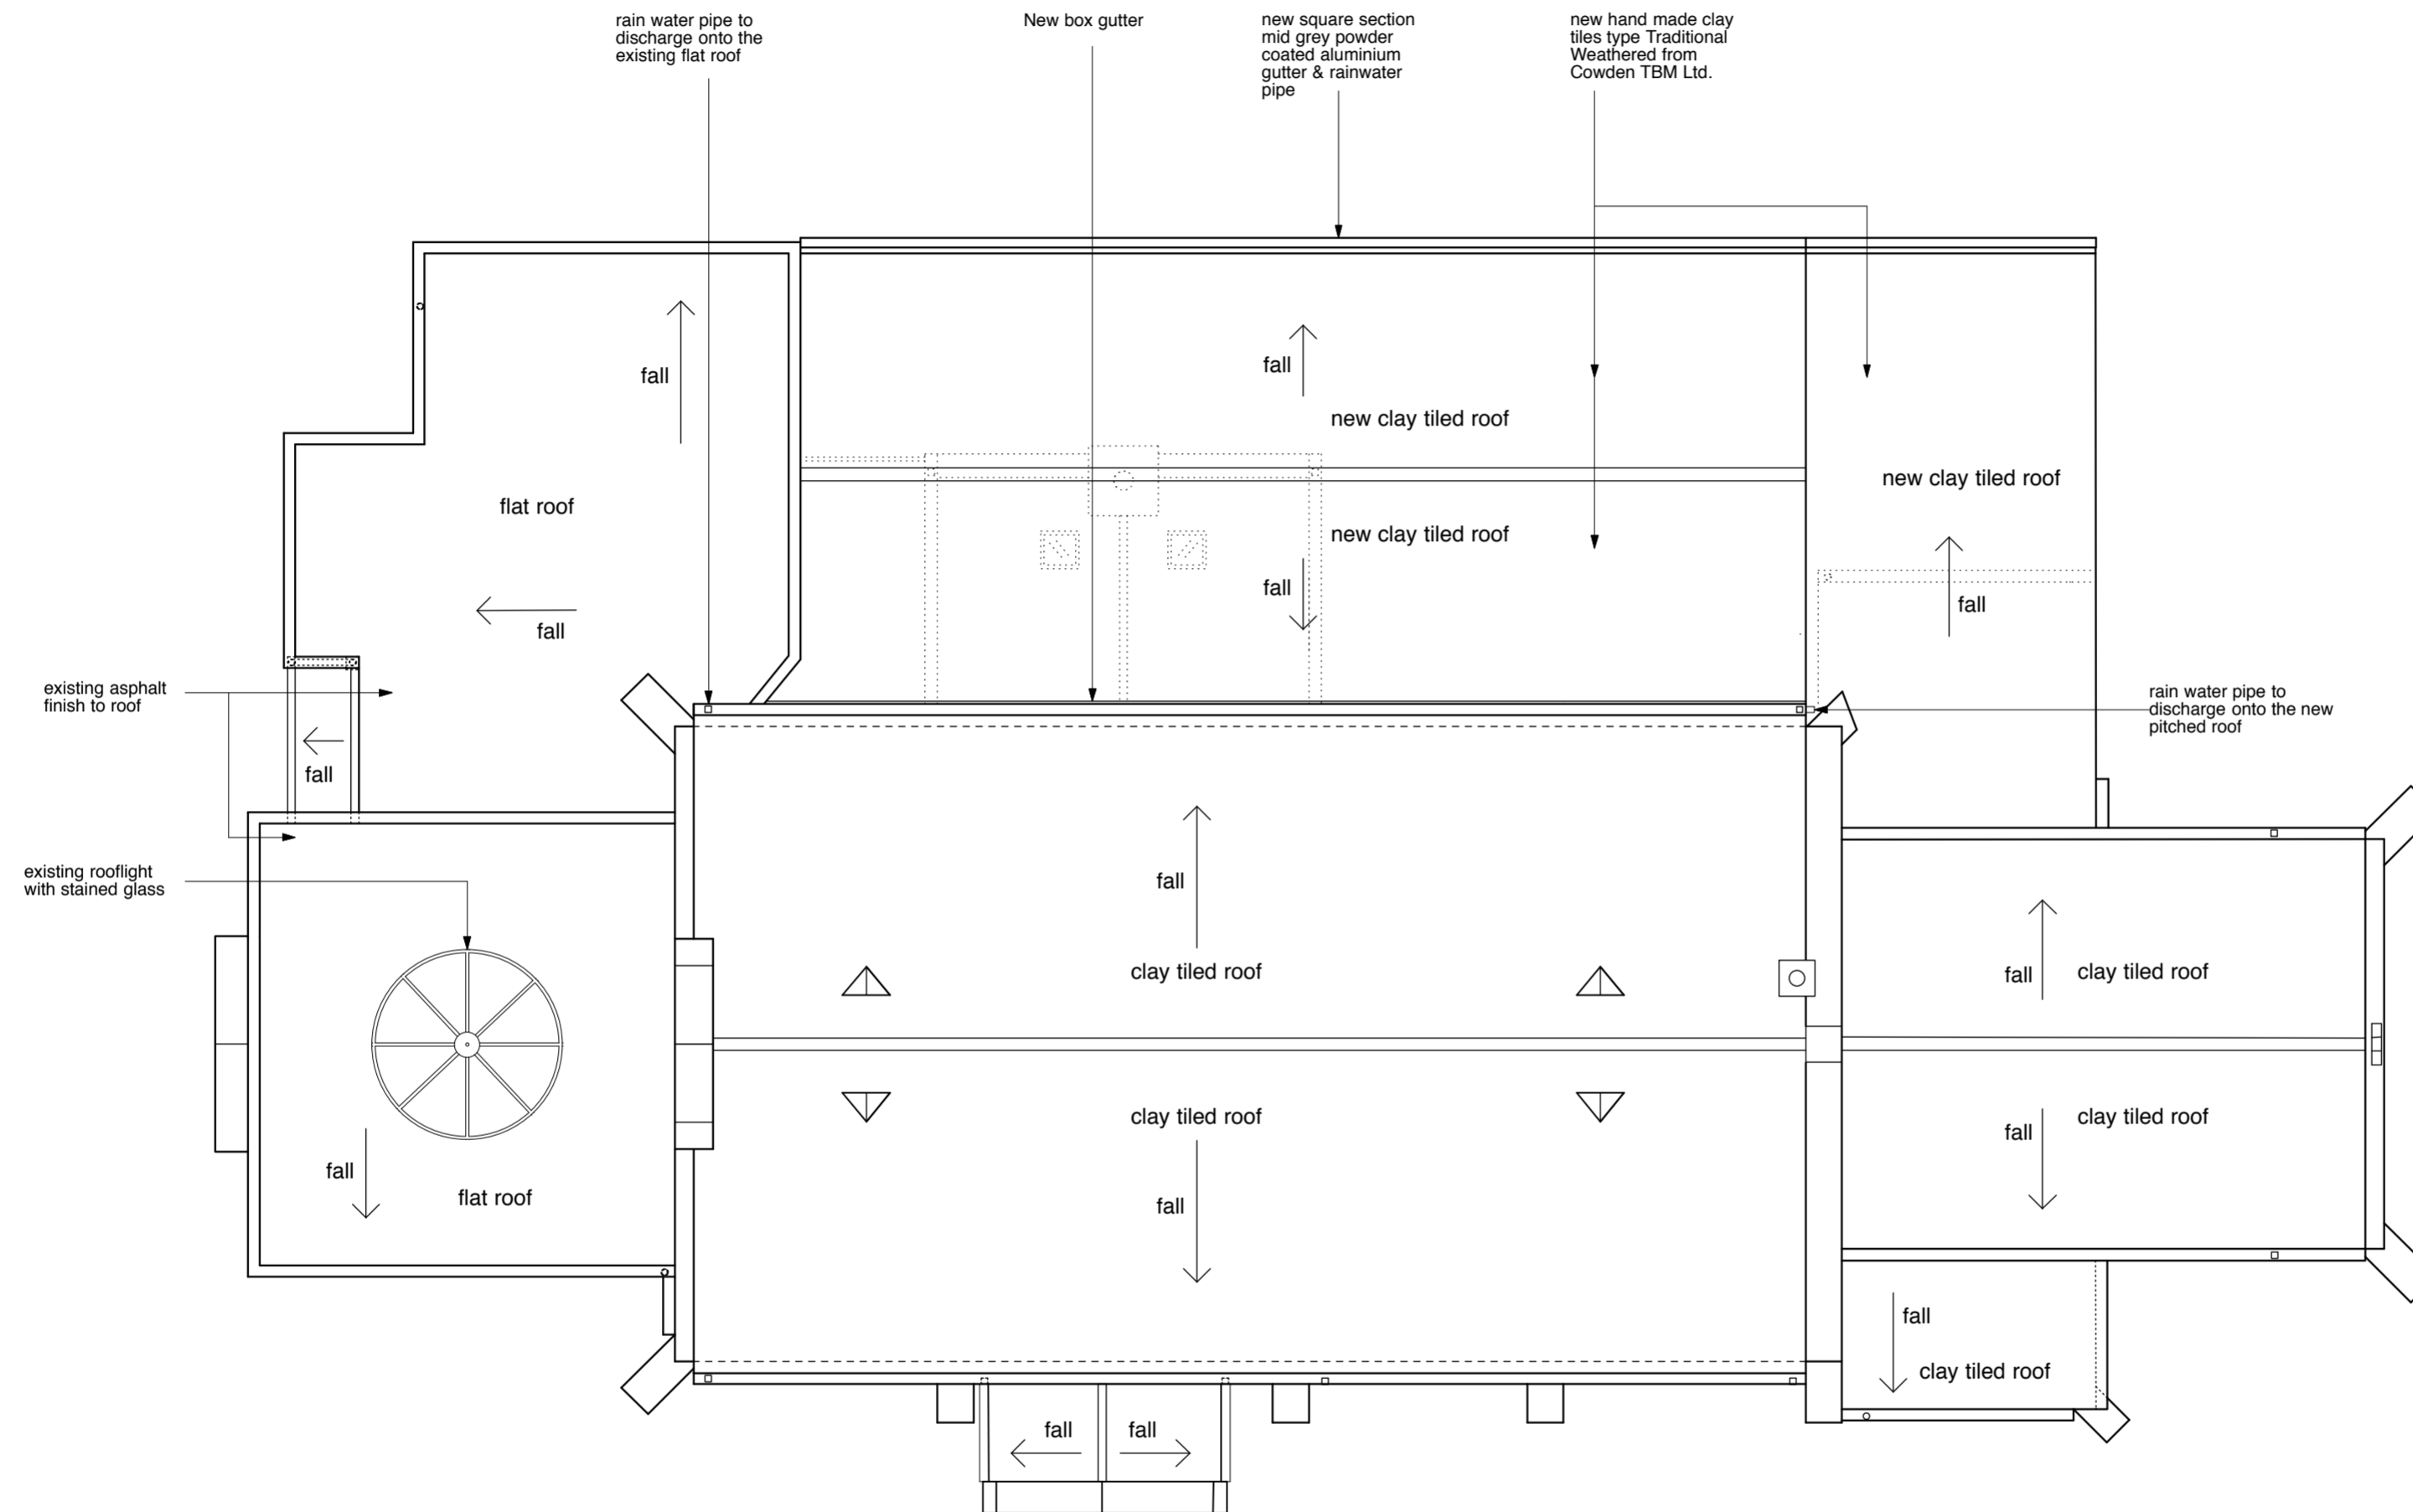 rain water pipe to
discharge onto the
existing flat roof
New box gutter
new square section
mid grey powder
coated aluminium
gutter & rainwater
pipe
new hand made clay
tiles type Traditional
Weathered from
Cowden TBM Ltd.
fall
fall
new clay tiled roof
new clay tiled roof
flat roof
new clay tiled roof
fall
fall
fall
existing asphalt
finish to roof
rain water pipe to
discharge onto the new
pitched roof
fall
existing rooflight
with stained glass
fall
clay tiled roof
fall
clay tiled roof
clay tiled roof
fall
clay tiled roof
fall
flat roof
fall
fall
clay tiled roof
fall
fall